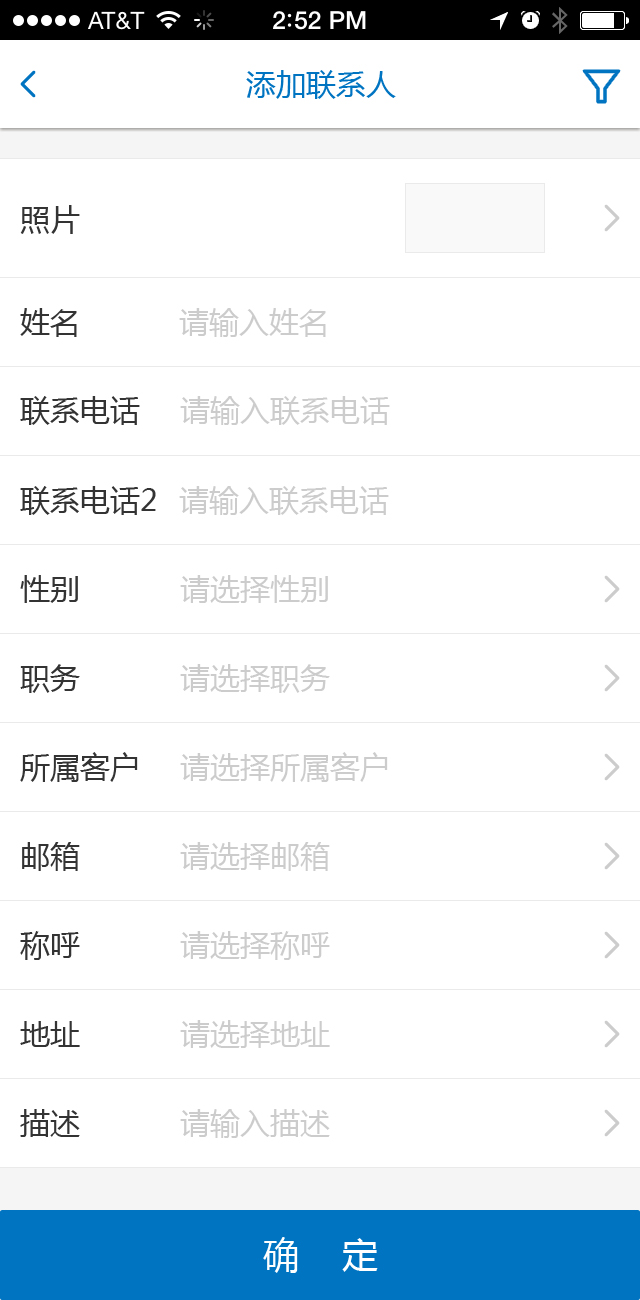 AT&T 2:52 PM
添加联系人
照片
姓名 请输入姓名
联系电话 请输入联系电话
联系电话2 请输入联系电话
性别 请选择性别
职务 请选择职务
所属客户 请选择所属客户
邮箱 请选择邮箱
称呼 请选择称呼
地址 请选择地址
描述 请输入描述
确 定